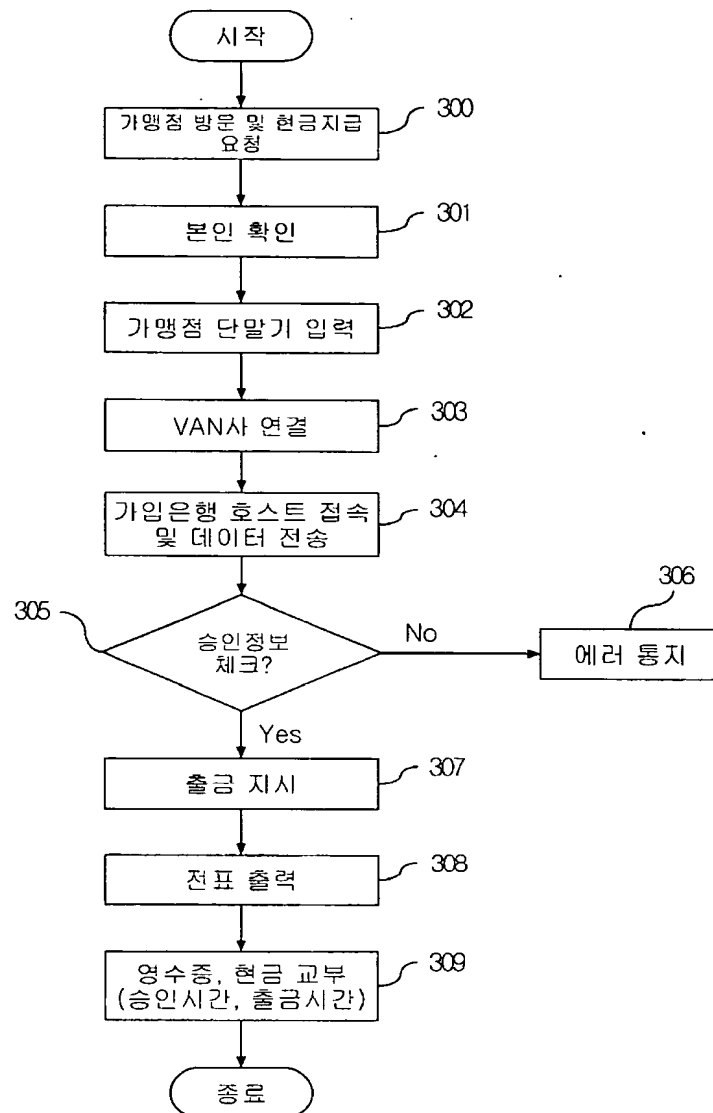 시작
300
가맹점 방문 및 현금지급
요청
301
본인 확인
302
가맹점 단말기 입력
303
VAN사 연결
304
가입은행 호스트 접속
및 데이터 전송
305
승인정보
체크?
No
306
에러 통지
Yes
307
출금 지시
308
전표 출력
309
영수증, 현금 교부
(승인시간, 출금시간)
종료